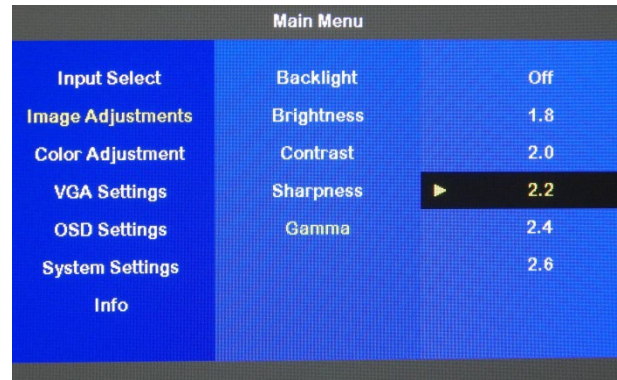 Main Menu
Input Select
Image Adjustments
Color Adjustment
VGA Settings
OSD Settings
System Settings
Info
Backlight
Brightness
Contrast
Sharpness
Gamma
Off
1.8
2.0
2.2
2.4
2.6